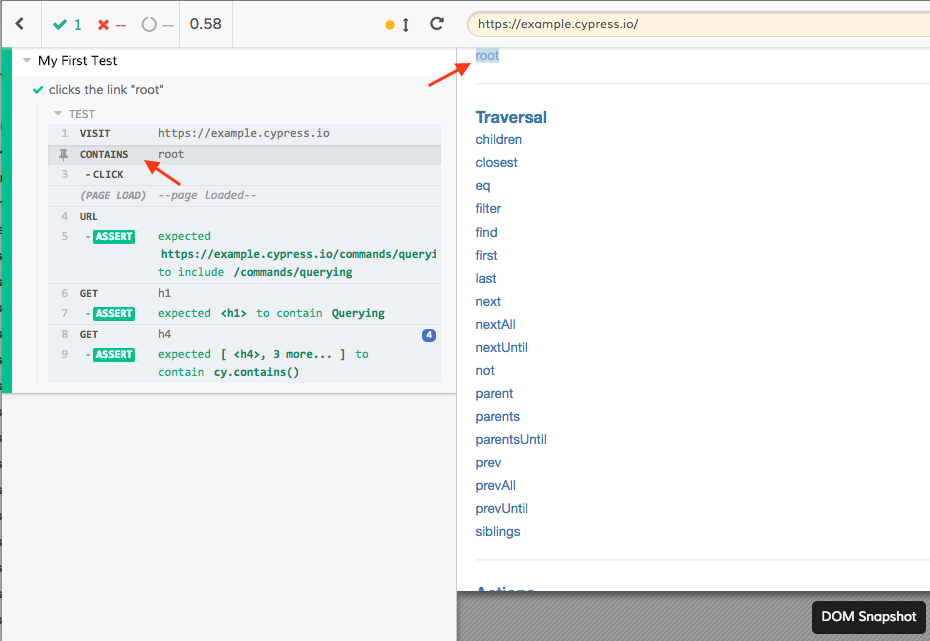 1 -- -- 0.58
https://example.cypress.io/
My First Test
clicks the link "root"
TEST
1 VISIT https://example.cypress.io
CONTAINS root
3 - CLICK
(PAGE LOAD) --page loaded--
4 URL
5 - ASSERT expected
https://example.cypress.io/commands/queryi
to include /commands/querying
6 GET h1
7 - ASSERT expected <h1> to contain Querying
8 GET h4 4
9 - ASSERT expected [ <h4>, 3 more... ] to
contain cy.contains()
root
Traversal
children
closest
eq
filter
find
first
last
next
nextAll
nextUntil
not
parent
parents
parentsUntil
prev
prevAll
prevUntil
siblings
Actions
DOM Snapshot